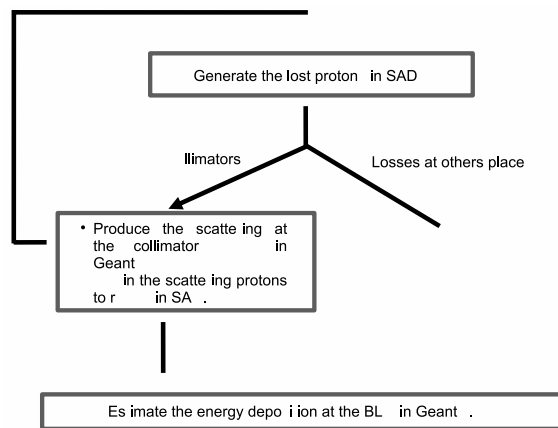 Generate the lost proton in SAD
llimators
Losses at others place
• Produce the scatte ing at
the collimator in
Geant
in the scatte ing protons
to r in SA .
Es imate the energy depo i ion at the BL in Geant .